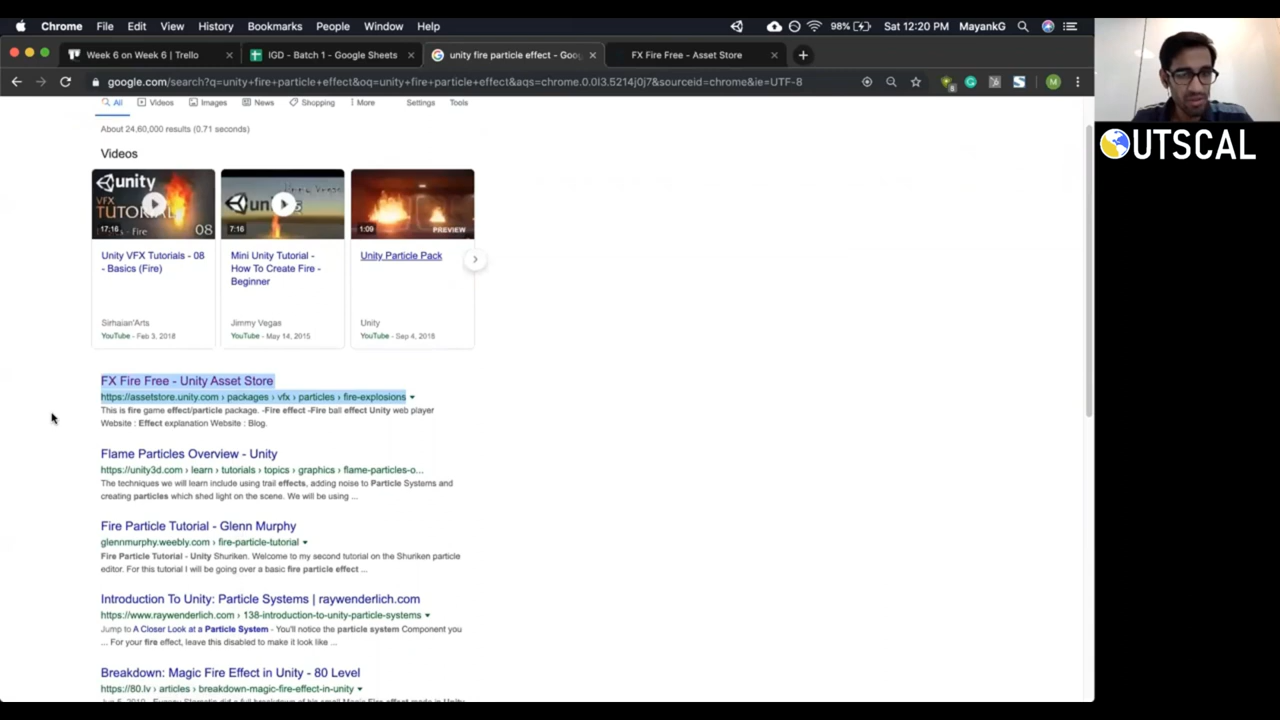 Chrome File Edit View History Bookmarks People Window Help 98% Sat 12:20 PM MayankG
Week 6 on Week 6 | Trello
IGD - Batch 1 - Google Sheets
unity fire particle effect - Goog
FX Fire Free - Asset Store
google.com/search?q=unity+fire+particle+effect&oq=unity+fire+particle+effect&aqs=chrome.0.0l3.5214j0j7&sourceid=chrome&ie=UTF-8
All Videos Images News Shopping More Settings Tools
About 24,60,000 results (0.71 seconds)
Videos
unity
VFX
TUTORIAL
- Fire
17:16
08
Unity VFX Tutorials - 08
- Basics (Fire)
Sirhaian'Arts
YouTube - Feb 3, 2018
7:16
Mini Unity Tutorial -
How To Create Fire -
Beginner
Jimmy Vegas
YouTube - May 14, 2015
1:09
PREVIEW
Unity Particle Pack
Unity
YouTube - Sep 4, 2018
FX Fire Free - Unity Asset Store
https://assetstore.unity.com › packages › vfx › particles › fire-explosions
This is fire game effect/particle package. -Fire effect -Fire ball effect Unity web player
Website : Effect explanation Website : Blog.
Flame Particles Overview - Unity
https://unity3d.com › learn › tutorials › topics › graphics › flame-particles-o...
The techniques we will learn include using trail effects, adding noise to Particle Systems and
creating particles which shed light on the scene. We will be using ...
Fire Particle Tutorial - Glenn Murphy
glennmurphy.weebly.com › fire-particle-tutorial
Fire Particle Tutorial - Unity Shuriken. Welcome to my second tutorial on the Shuriken particle
editor. For this tutorial I will be going over a basic fire particle effect ...
Introduction To Unity: Particle Systems | raywenderlich.com
https://www.raywenderlich.com › 138-introduction-to-unity-particle-systems
Jump to A Closer Look at a Particle System - You'll notice the particle system Component you
... For your fire effect, leave this disabled to make it look like ...
Breakdown: Magic Fire Effect in Unity - 80 Level
https://80.lv › articles › breakdown-magic-fire-effect-in-unity
OUTSCAL